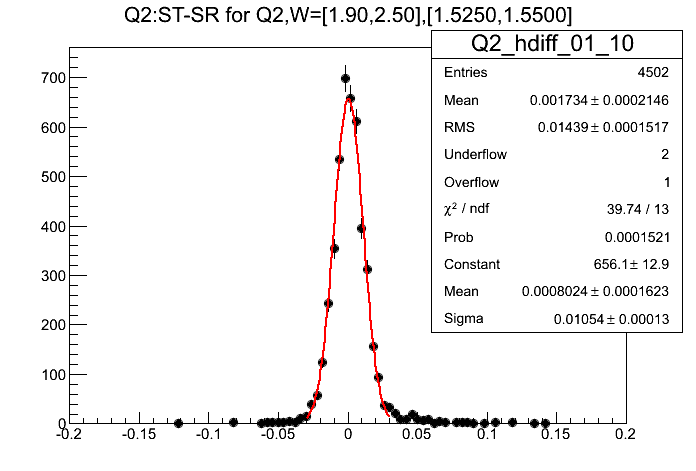 Q2:ST-SR for Q2,W=[1.90,2.50],[1.5250,1.5500]
Q2_hdiff_01_10
Entries 4502
Mean 0.001734 ± 0.0002146
RMS 0.01439 ± 0.0001517
Underflow 2
Overflow 1
χ² / ndf 39.74 / 13
Prob 0.0001521
Constant 656.1 ± 12.9
Mean 0.0008024 ± 0.0001623
Sigma 0.01054 ± 0.00013
700
600
500
400
300
200
100
0
-0.2 -0.15 -0.1 -0.05 0 0.05 0.1 0.15 0.2